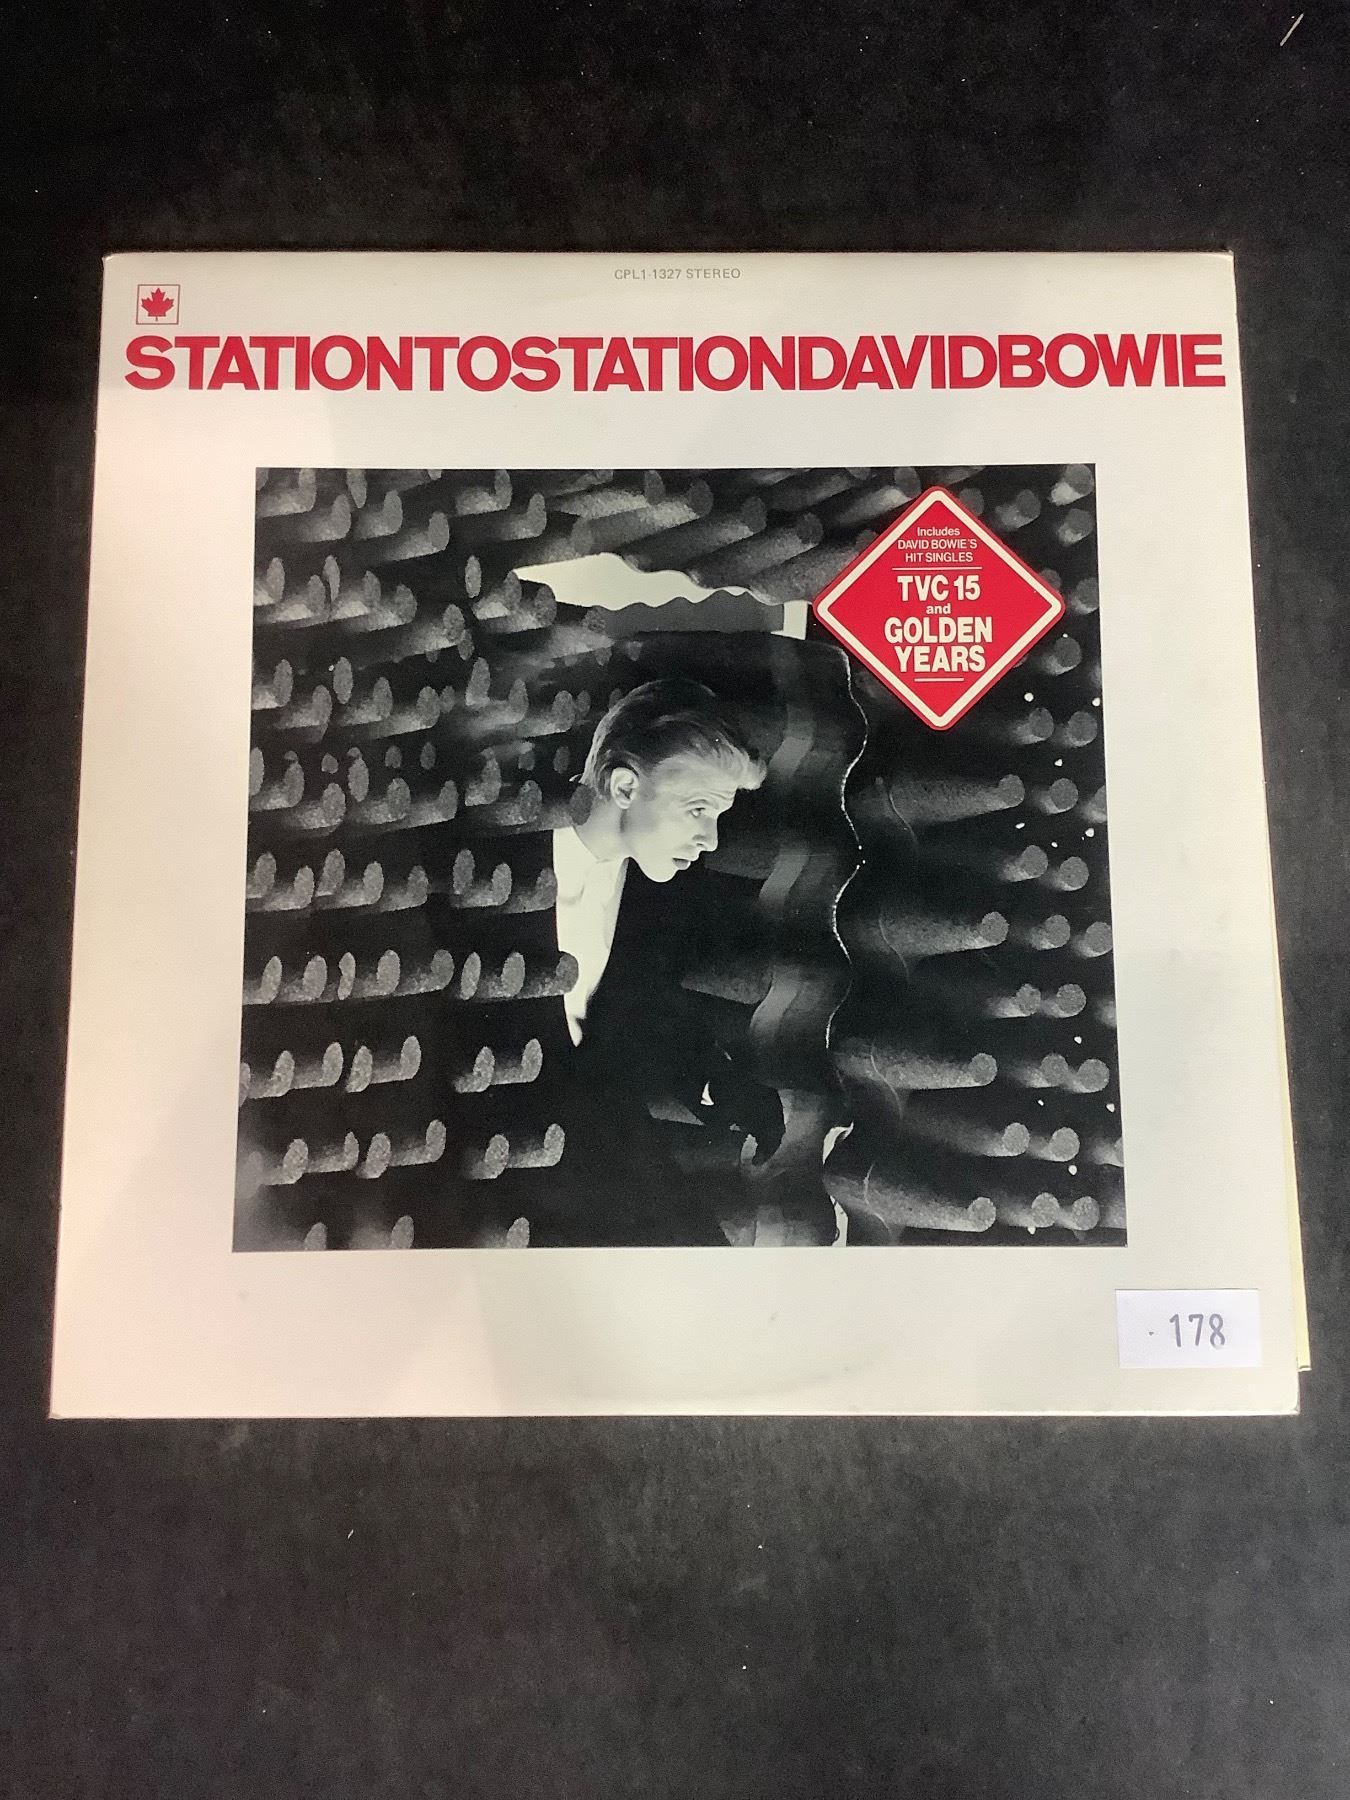 CPL1-1327 STEREO
STATIONTOSTATIONDAVIDBOWIE
Includes
DAVID BOWIE'S
HIT SINGLES
TVC 15
and
GOLDEN
YEARS
178